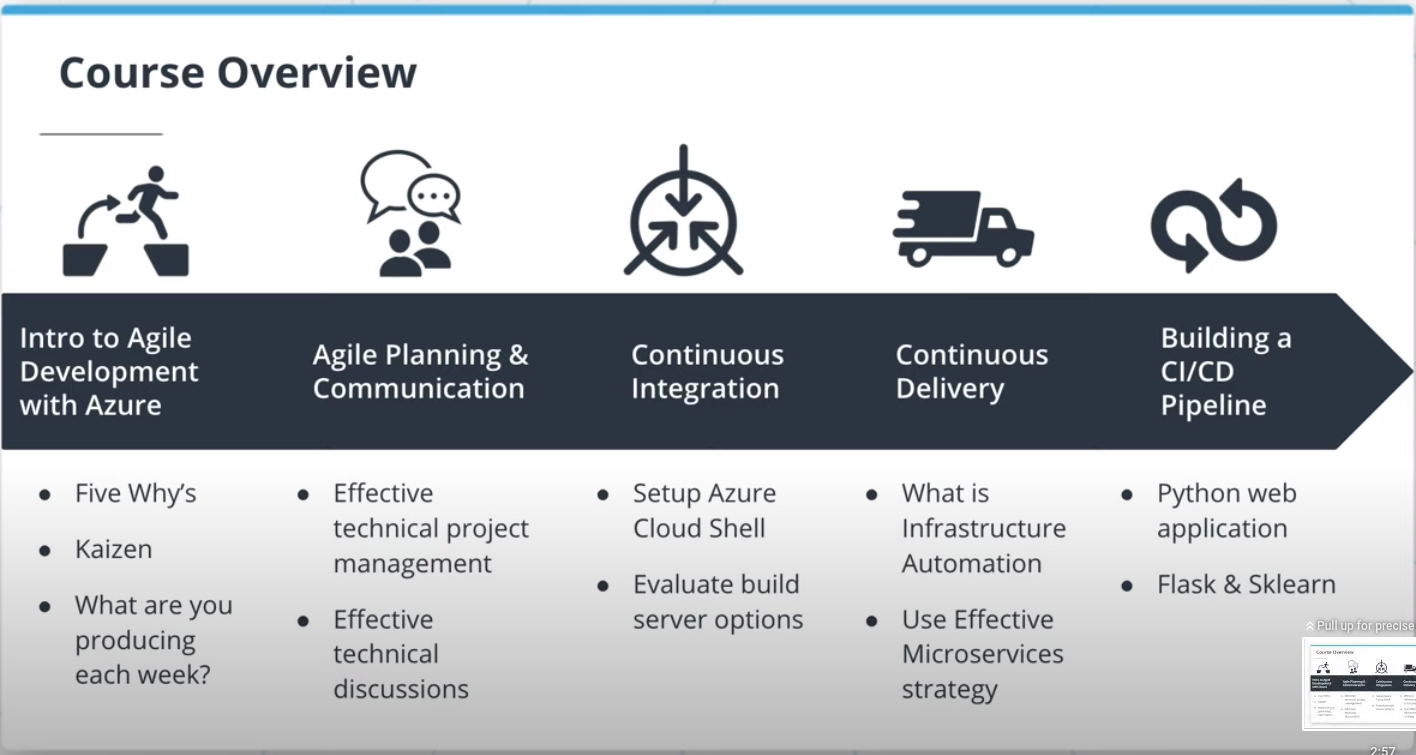 Course Overview
Intro to Agile
Development
with Azure
Agile Planning &
Communication
Continuous
Integration
Continuous
Delivery
Building a
CI/CD
Pipeline
● Five Why’s
● Kaizen
● What are you
producing
each week?
● Effective
technical project
management
● Effective
technical
discussions
● Setup Azure
Cloud Shell
● Evaluate build
server options
● What is
Infrastructure
Automation
● Use Effective
Microservices
strategy
● Python web
application
● Flask & Sklearn
Pull up for precise
Course Overview
2:57